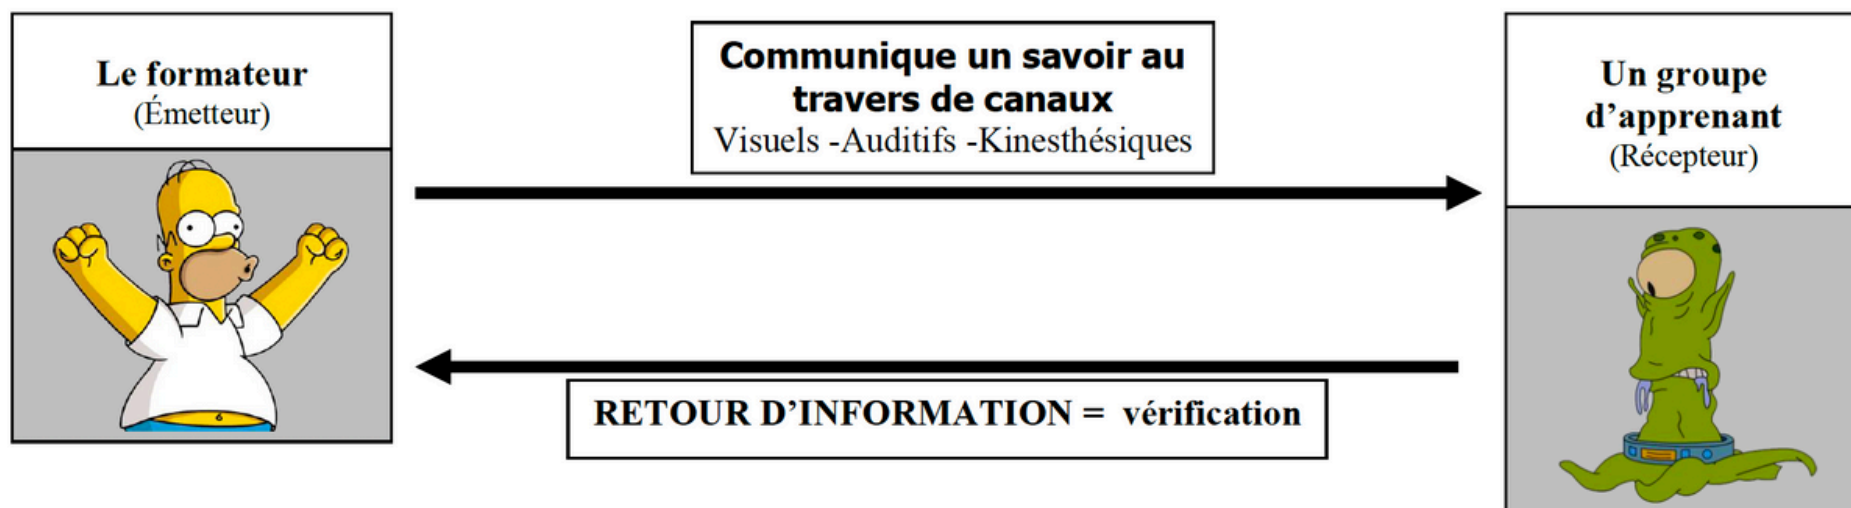 Le formateur
(Émetteur)
Communique un savoir au
travers de canaux
Visuels -Auditifs -Kinesthésiques
Un groupe
d’apprenant
(Récepteur)
RETOUR D’INFORMATION = vérification